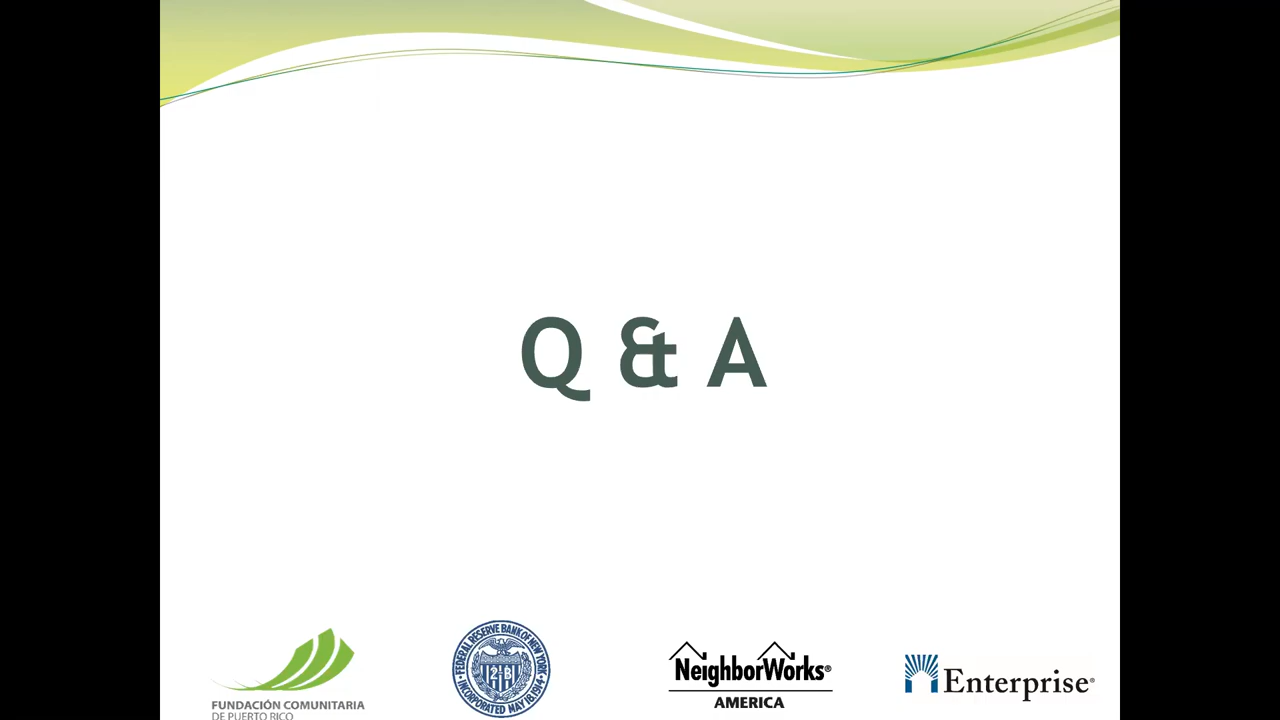 Q & A
FUNDACIÓN COMUNITARIA
DE PUERTO RICO
FEDERAL RESERVE BANK OF NEW YORK
INCORPORATED MAY 18, 1914
NeighborWorks®
AMERICA
Enterprise®